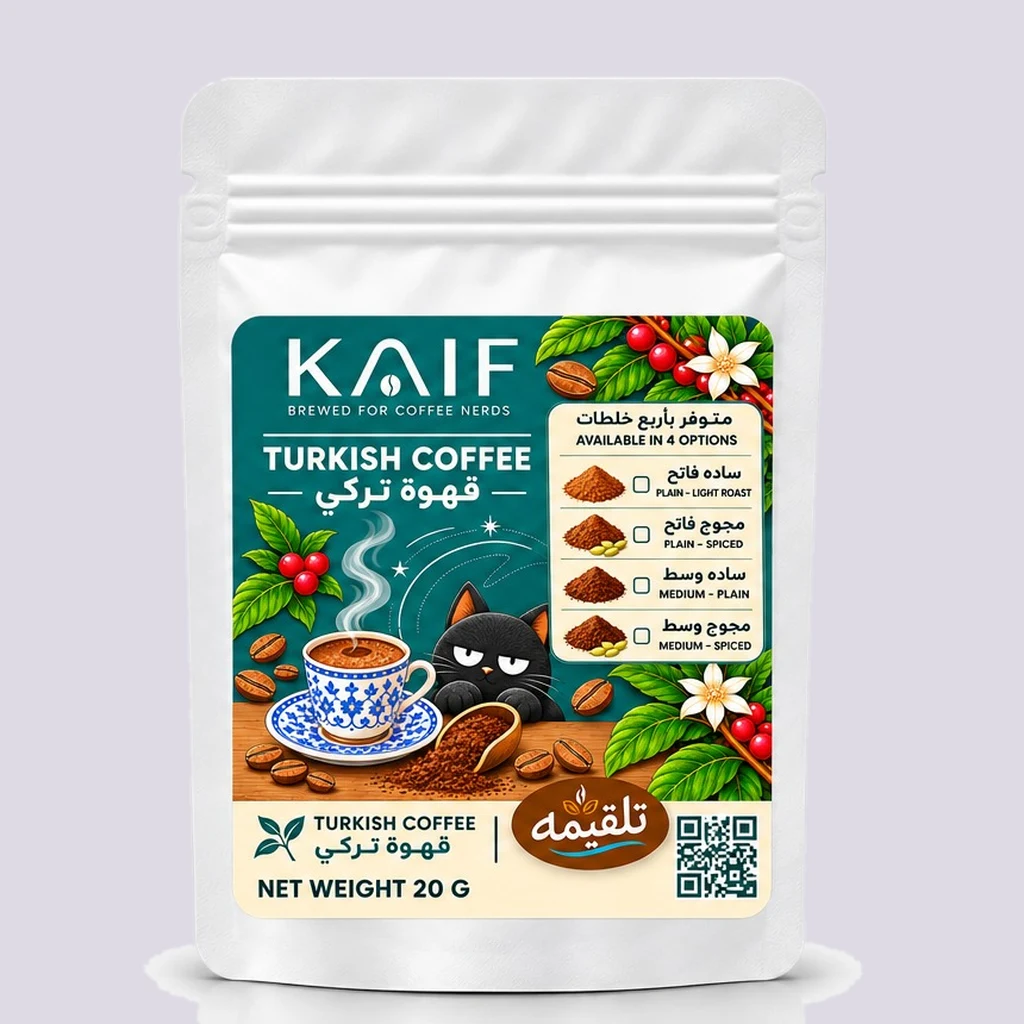 KAIF
BREWED FOR COFFEE NERDS
TURKISH COFFEE
قهوة تركي
متوفر بأربع خلطات
AVAILABLE IN 4 OPTIONS
ساده فاتح
PLAIN - LIGHT ROAST
مجوج فاتح
PLAIN - SPICED
ساده وسط
MEDIUM - PLAIN
مجوج وسط
MEDIUM - SPICED
TURKISH COFFEE
قهوة تركي
NET WEIGHT 20 G
تلقيمه